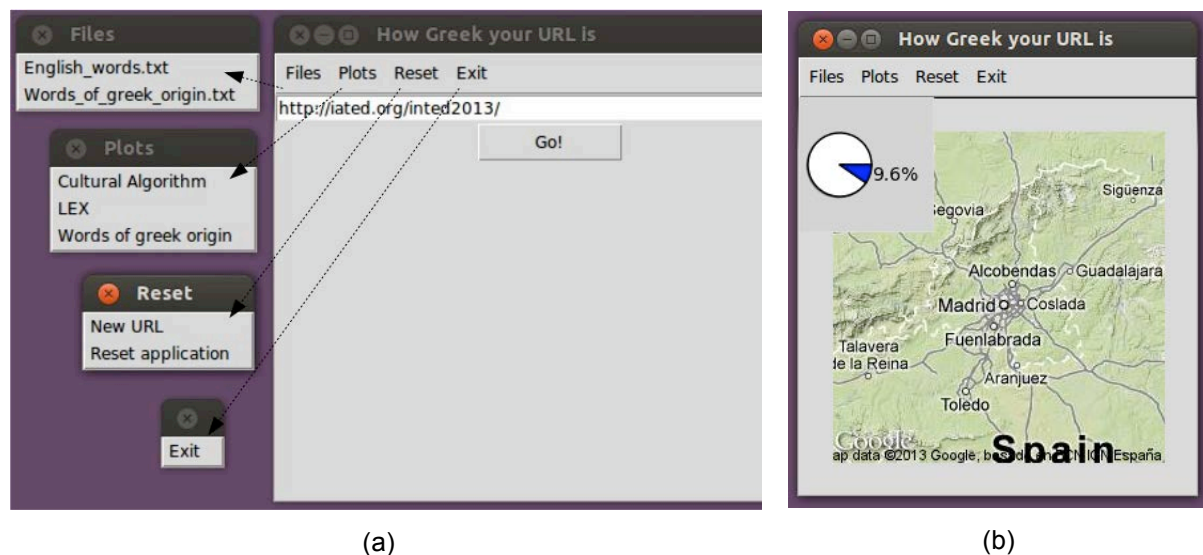 Files
English_words.txt
Words_of_greek_origin.txt
Plots
Cultural Algorithm
LEX
Words of greek origin
Reset
New URL
Reset application
Exit
How Greek your URL is
Files Plots Reset Exit
http://iated.org/inted2013/
Go!
(a)
How Greek your URL is
Files Plots Reset Exit
9.6%
Sigüenza
egovia
Alcobendas
Guadalajara
Madrid
Coslada
Fuenlabrada
Talavera
de la Reina
Aranjuez
Toledo
Google
Spain
ap data ©2013 Google, España
(b)